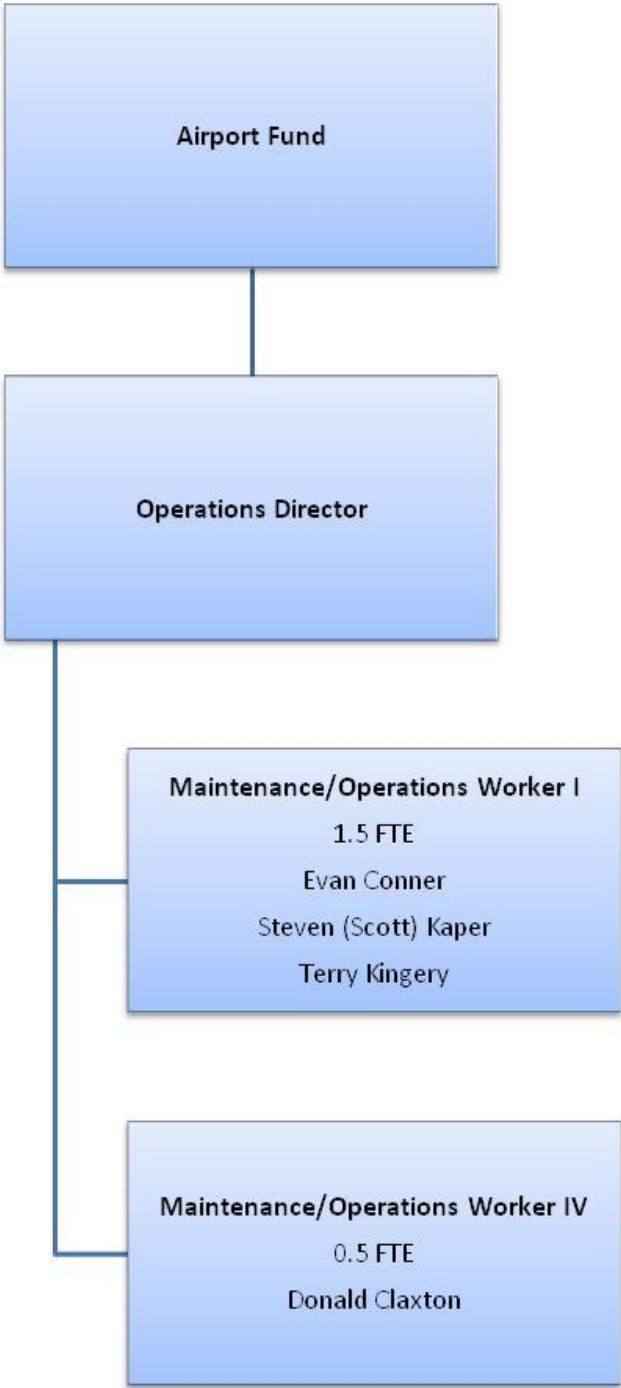 Airport Fund
Operations Director
Maintenance/Operations Worker I
1.5 FTE
Evan Conner
Steven (Scott) Kaper
Terry Kingery
Maintenance/Operations Worker IV
0.5 FTE
Donald Claxton